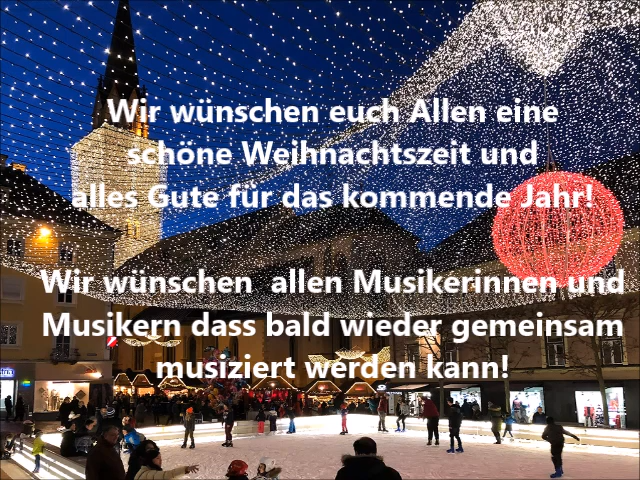 Wir wünschen euch Allen eine
schöne Weihnachtszeit und
alles Gute für das kommende Jahr!
Wir wünschen allen Musikerinnen und
Musikern dass bald wieder gemeinsam
musiziert werden kann!